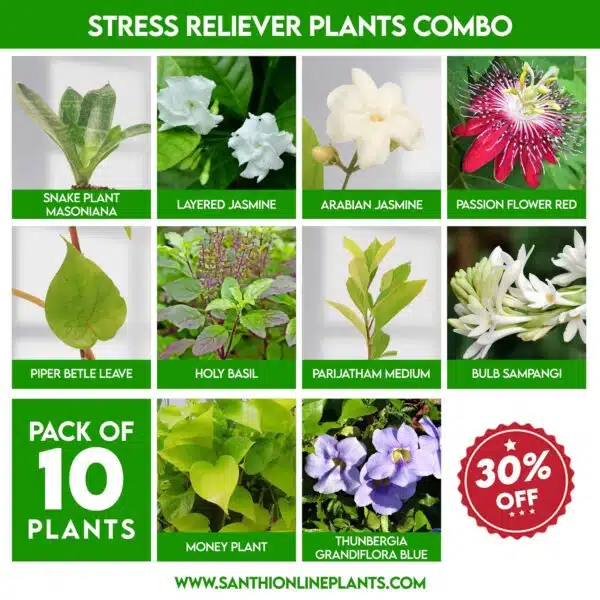 STRESS RELIEVER PLANTS COMBO
SNAKE PLANT
MASONIANA
LAYERED JASMINE
ARABIAN JASMINE
PASSION FLOWER RED
PIPER BETLE LEAVE
HOLY BASIL
PARIJATHAM MEDIUM
BULB SAMPANGI
PACK OF
10
PLANTS
MONEY PLANT
THUNBERGIA
GRANDIFLORA BLUE
30%
OFF
WWW.SANTHIONLINEPLANTS.COM